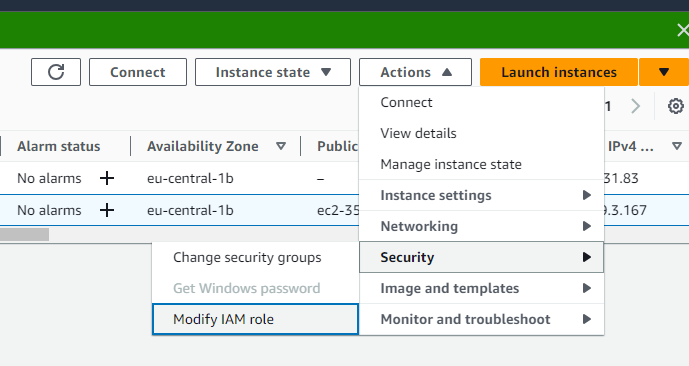 Connect Instance state Actions Launch instances
1
Connect
View details
Manage instance state
Instance settings
Networking
Security
Image and templates
Monitor and troubleshoot
Alarm status Availability Zone Public IPv4 ...
No alarms eu-central-1b – 31.83
No alarms eu-central-1b ec2-35 9.3.167
Change security groups
Get Windows password
Modify IAM role